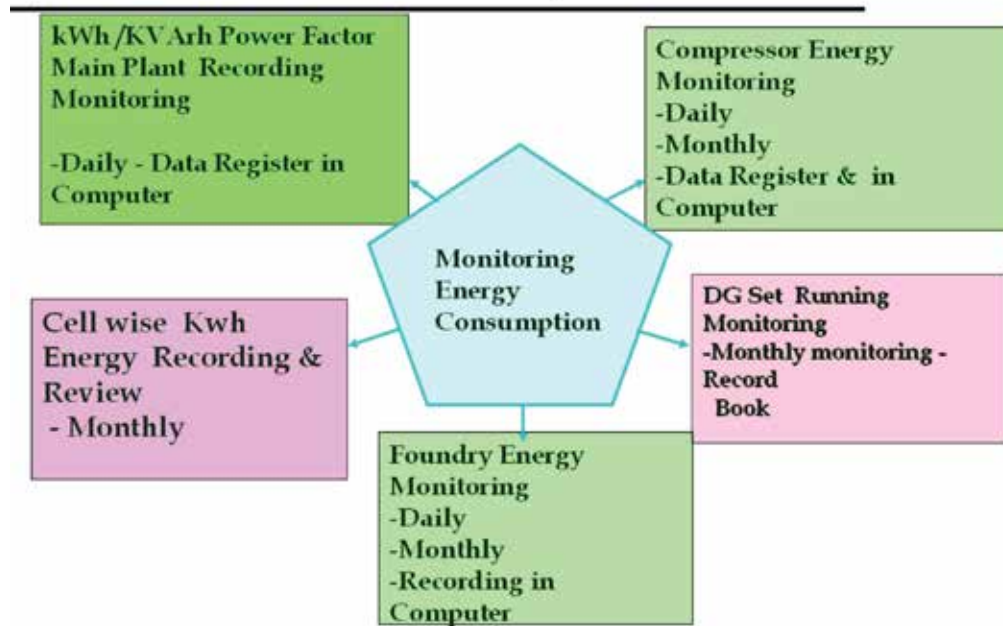 kWh /KVArh Power Factor
Main Plant Recording
Monitoring
-Daily - Data Register in
Computer
Compressor Energy
Monitoring
-Daily
-Monthly
-Data Register & in
Computer
Monitoring
Energy
Consumption
Cell wise Kwh
Energy Recording &
Review
- Monthly
DG Set Running
Monitoring
-Monthly monitoring -
Record
Book
Foundry Energy
Monitoring
-Daily
-Monthly
-Recording in
Computer